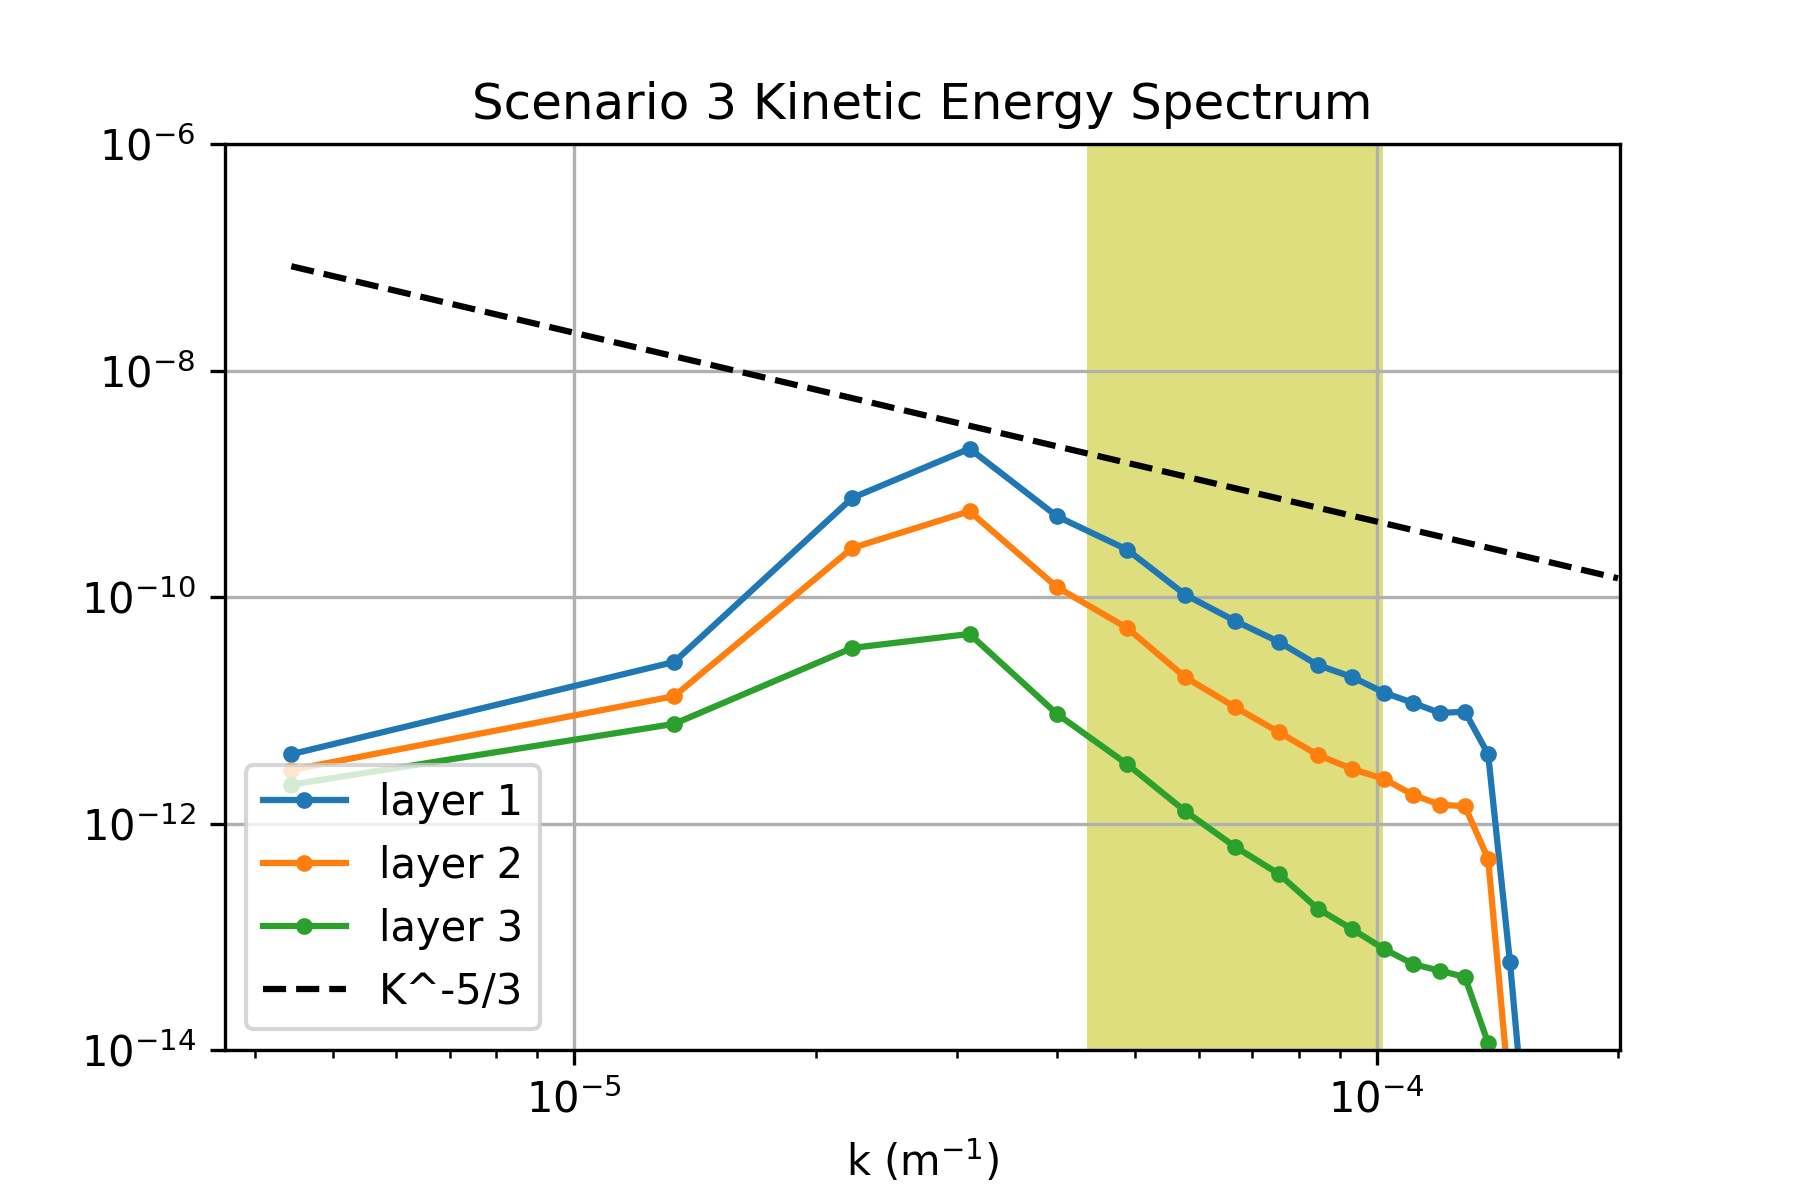 Scenario 3 Kinetic Energy Spectrum
10⁻⁶
10⁻⁸
10⁻¹⁰
10⁻¹²
10⁻¹⁴
layer 1
layer 2
layer 3
K^-5/3
10⁻⁵ 10⁻⁴
k (m⁻¹)